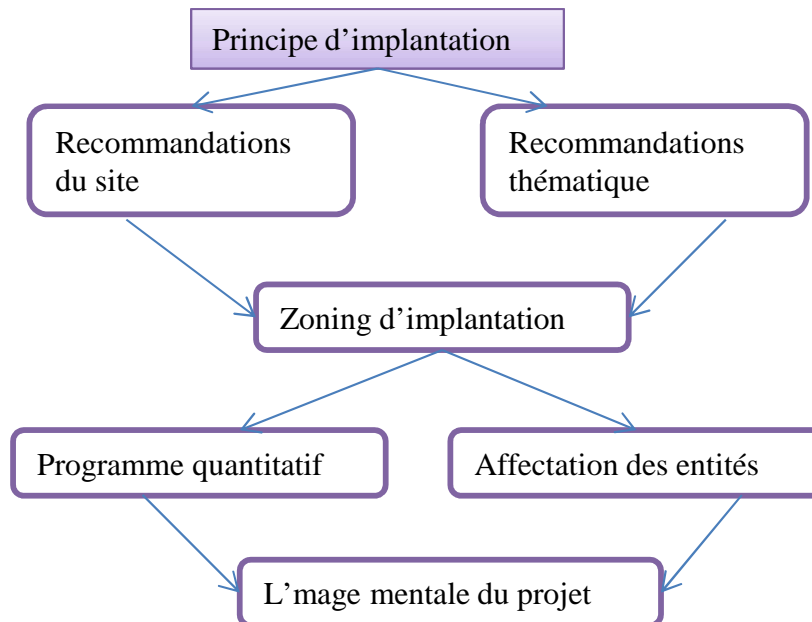 Principe d’implantation
Recommandations
du site
Recommandations
thématique
Zoning d’implantation
Programme quantitatif
Affectation des entités
L’mage mentale du projet